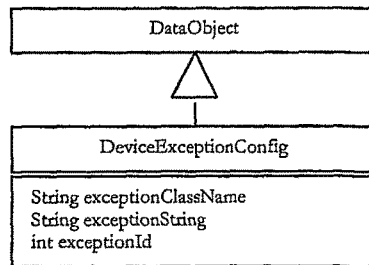 DataObject
DeviceExceptionConfig
String exceptionClassName
String exceptionString
int exceptionId